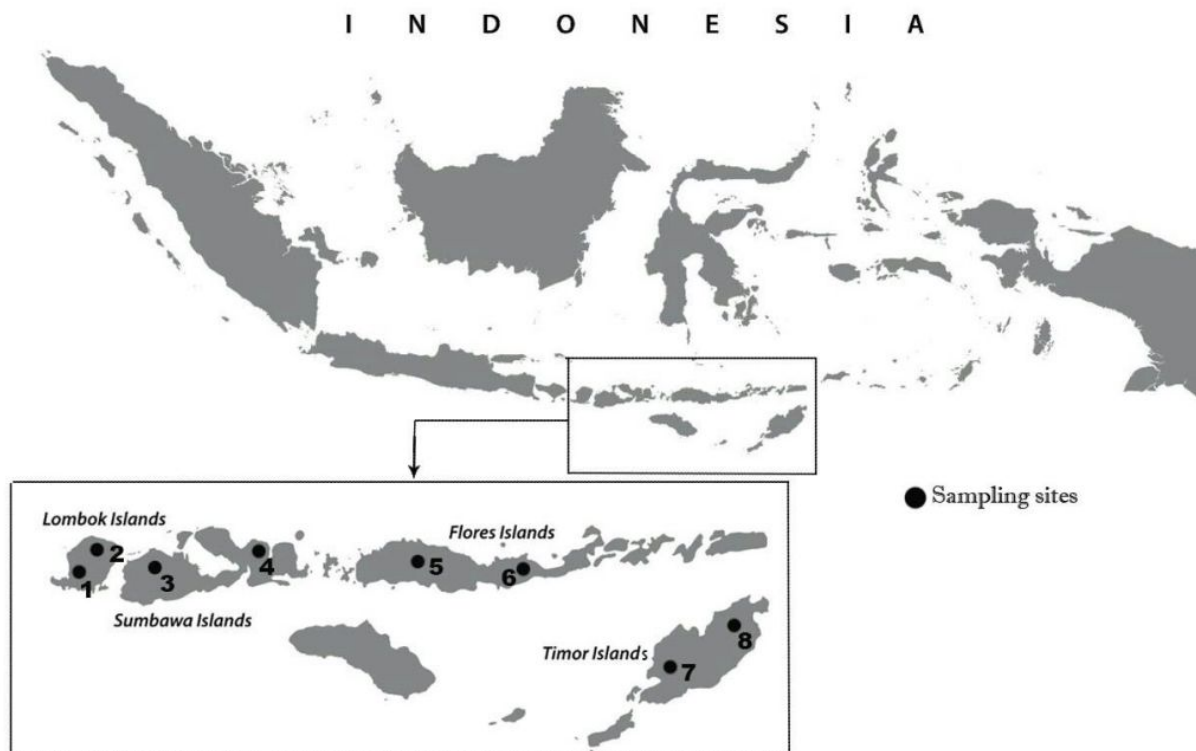 I N D O N E S I A
Sampling sites
Lombok Islands
Flores Islands
2
1
3
4
5
6
Sumbawa Islands
Timor Islands
8
7